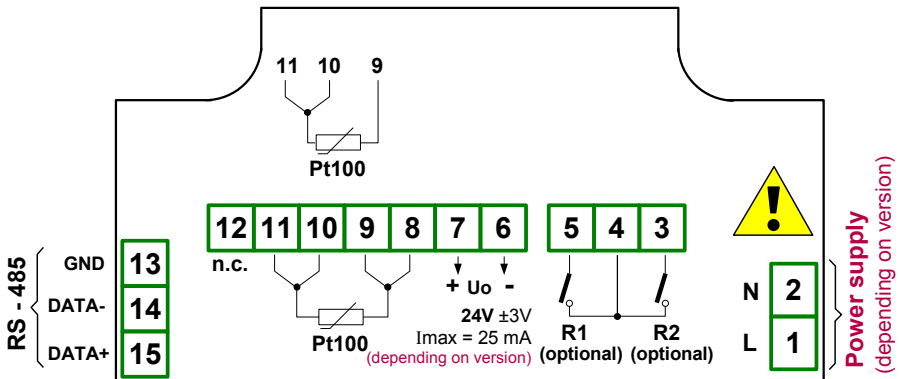 11 10 9
Pt100
12 11 10 9 8 7 6
5 4 3
n.c.
+ Uo -
24V ±3V
Imax = 25 mA
(depending on version)
Pt100
R1
(optional)
R2
(optional)
RS - 485
GND 13
DATA- 14
DATA+ 15
!
N 2
L 1
Power supply
(depending on version)